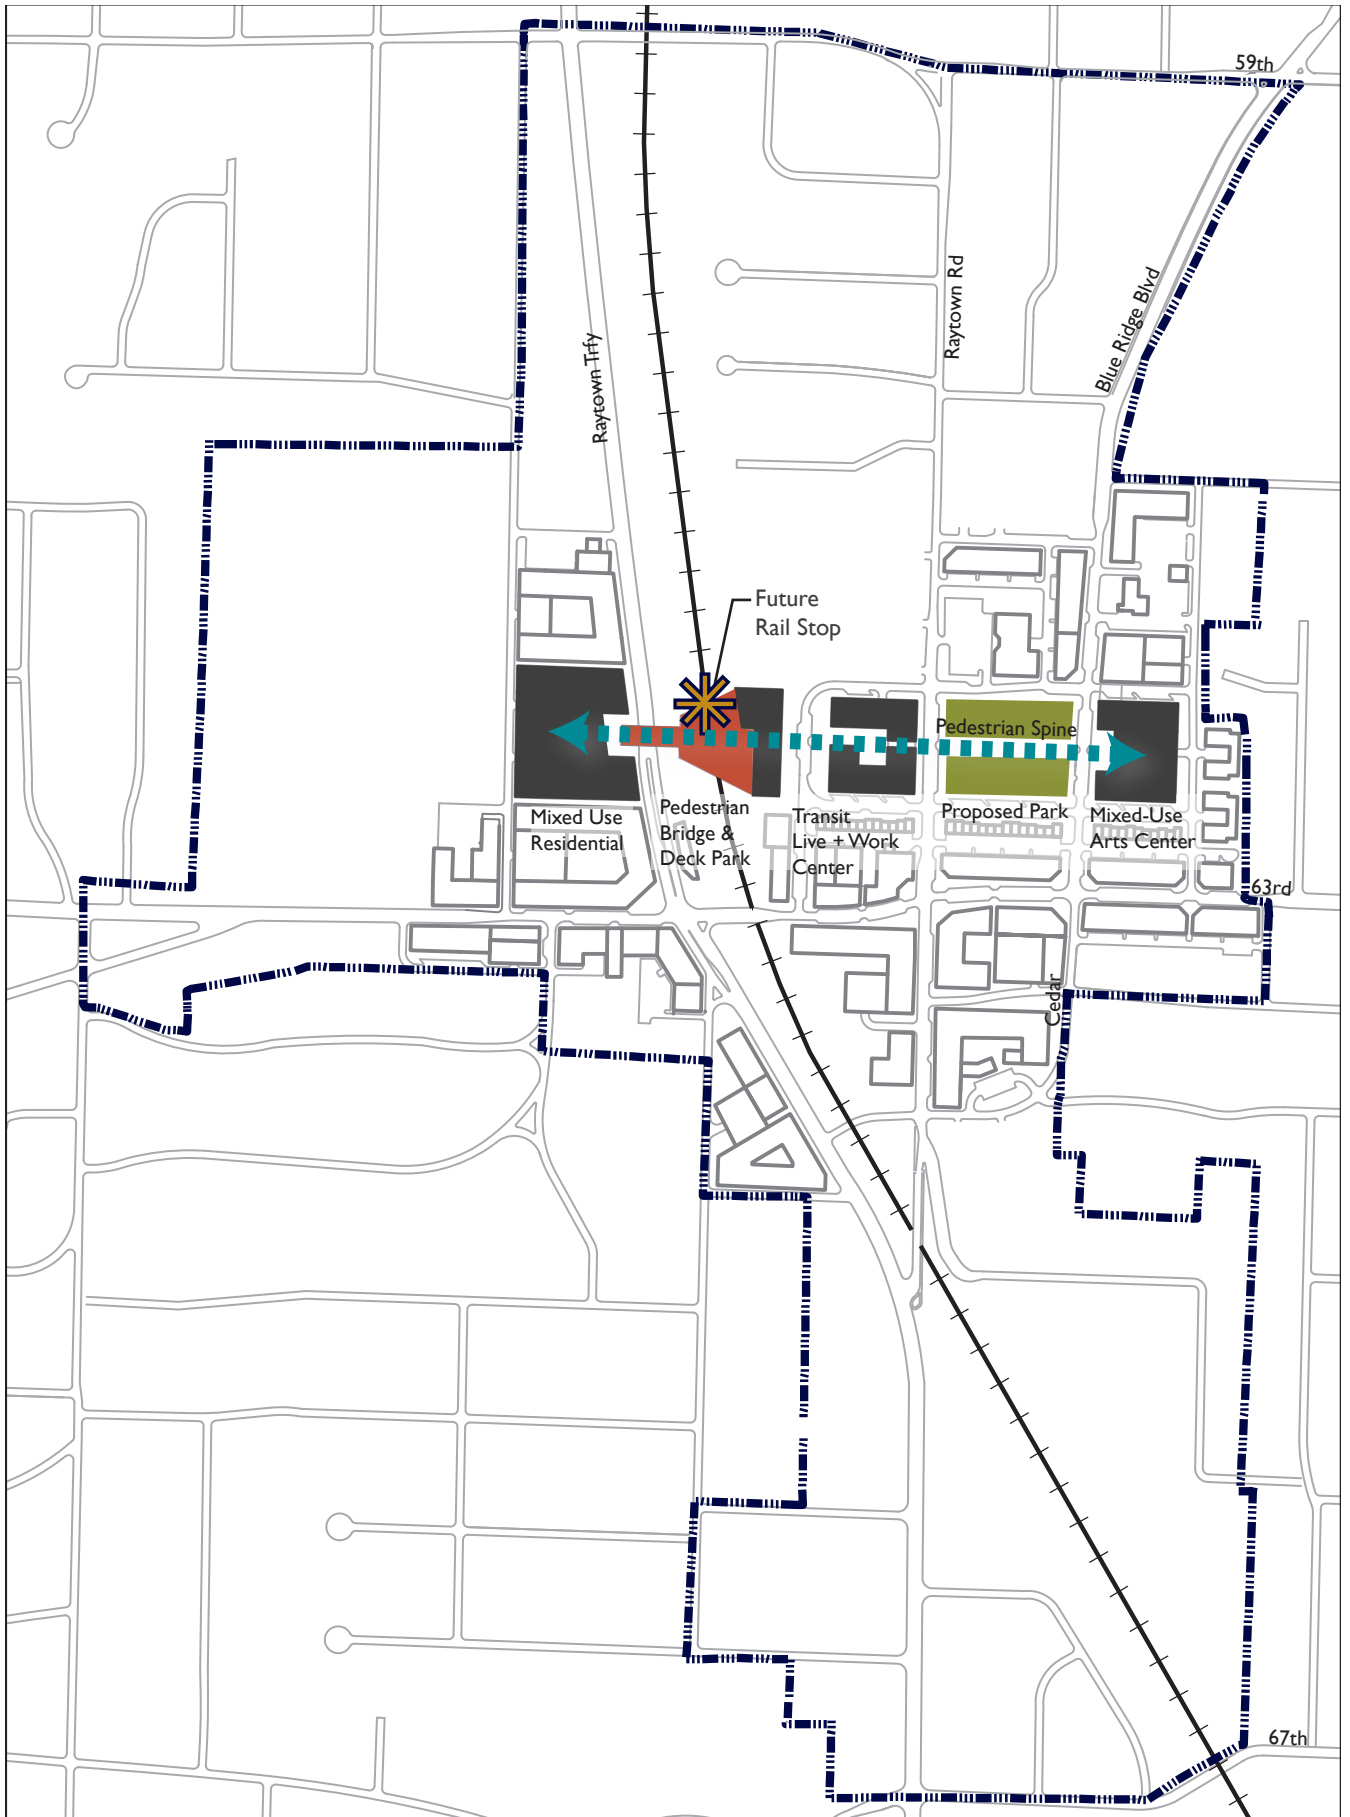 59th
Raytown Rd
Blue Ridge Blvd
Raytown Trfy
Future
Rail Stop
Pedestrian Spine
Mixed Use
Residential
Pedestrian
Bridge &
Deck Park
Transit
Live + Work
Center
Proposed Park
Mixed-Use
Arts Center
63rd
Cedar
67th